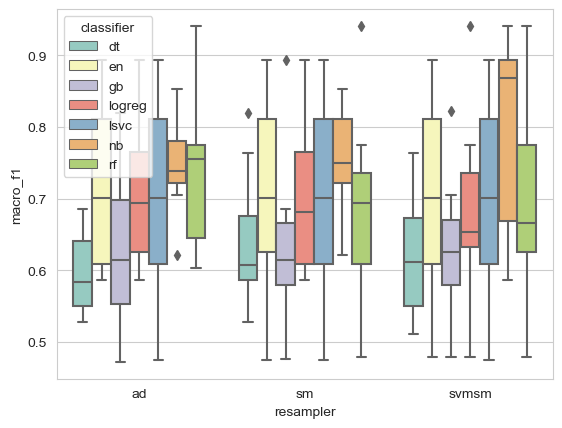 classifier
dt
en
gb
logreg
lsvc
nb
rf
0.9
0.8
0.7
0.6
0.5
macro_f1
ad
sm
svmsm
resampler